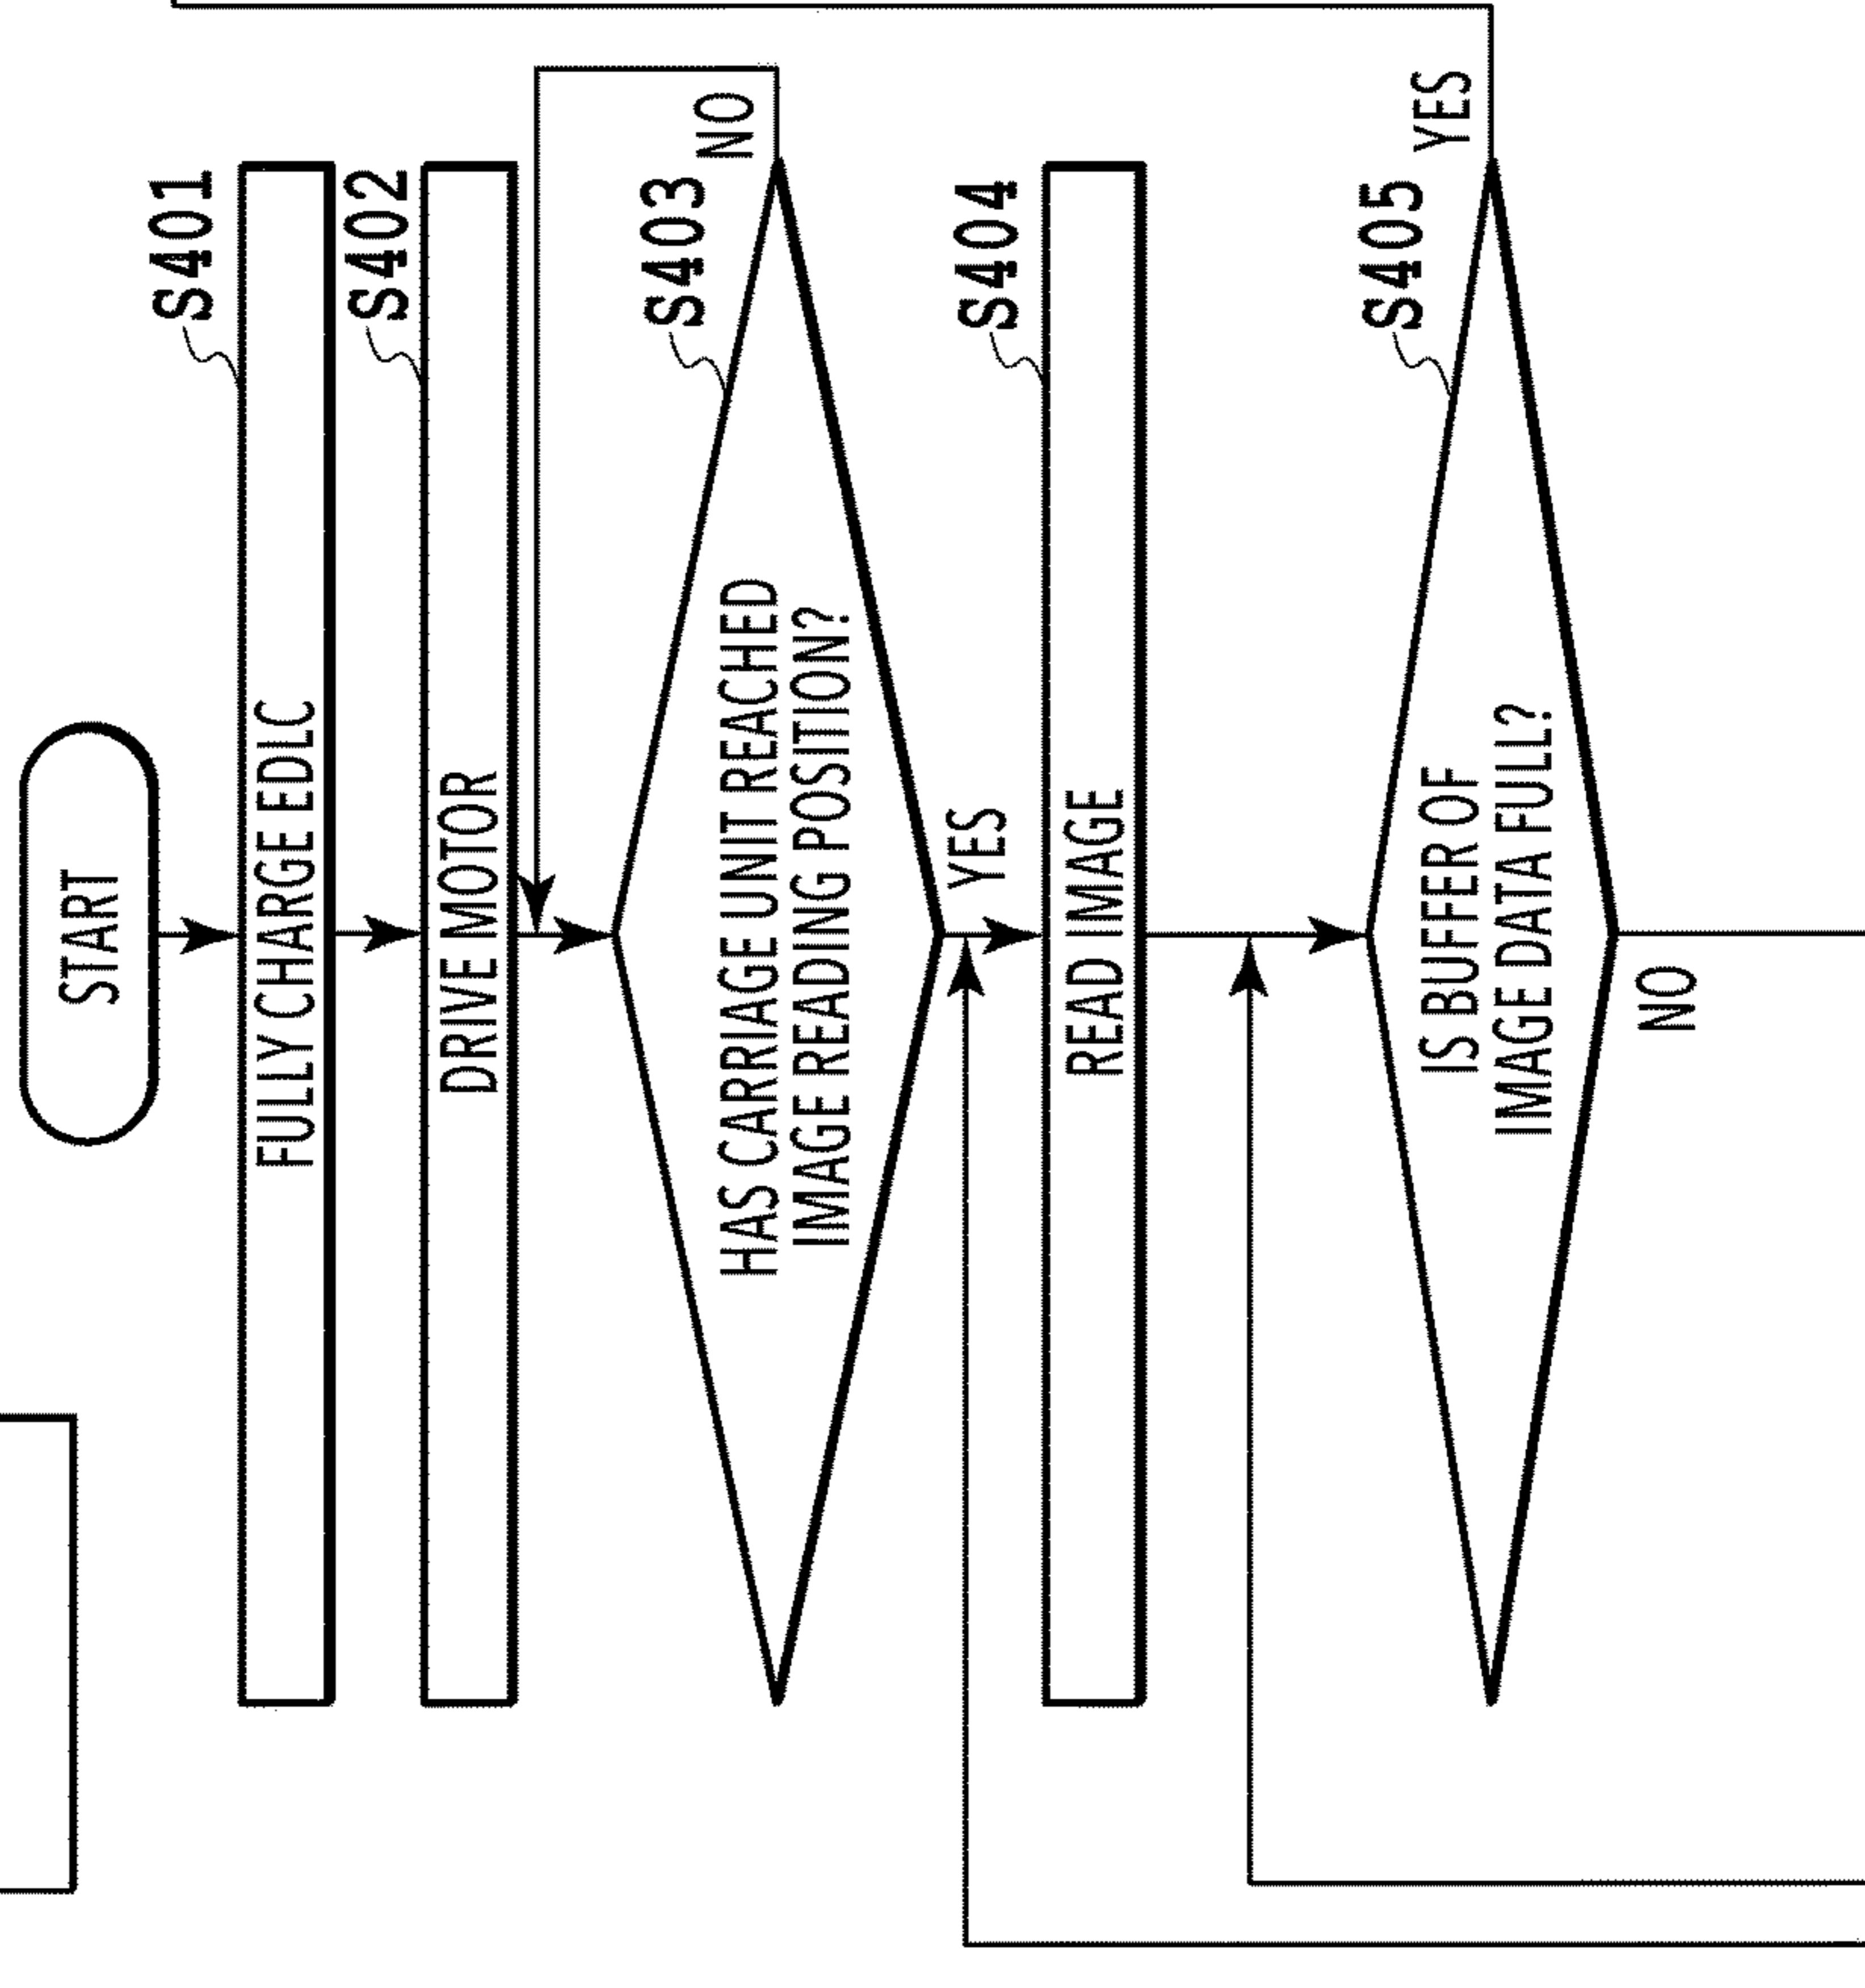 START
S401
FULLY CHARGE EDLC
S402
DRIVE MOTOR
S403
NO
HAS CARRIAGE UNIT REACHED
IMAGE READING POSITION?
YES
S404
READ IMAGE
S405
YES
IS BUFFER OF
IMAGE DATA FULL?
NO